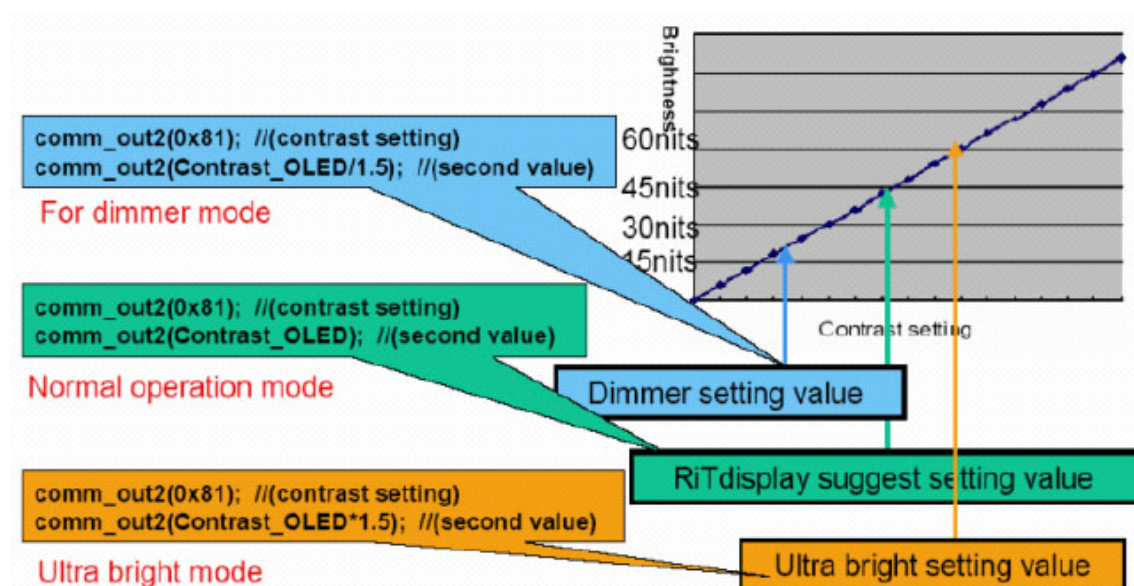 Brightness
comm_out2(0x81); //(contrast setting)
comm_out2(Contrast_OLED/1.5); //(second value)
For dimmer mode
60nits
45nits
30nits
15nits
Contrast setting
comm_out2(0x81); //(contrast setting)
comm_out2(Contrast_OLED); //(second value)
Normal operation mode
Dimmer setting value
RiTdisplay suggest setting value
comm_out2(0x81); //(contrast setting)
comm_out2(Contrast_OLED*1.5); //(second value)
Ultra bright mode
Ultra bright setting value